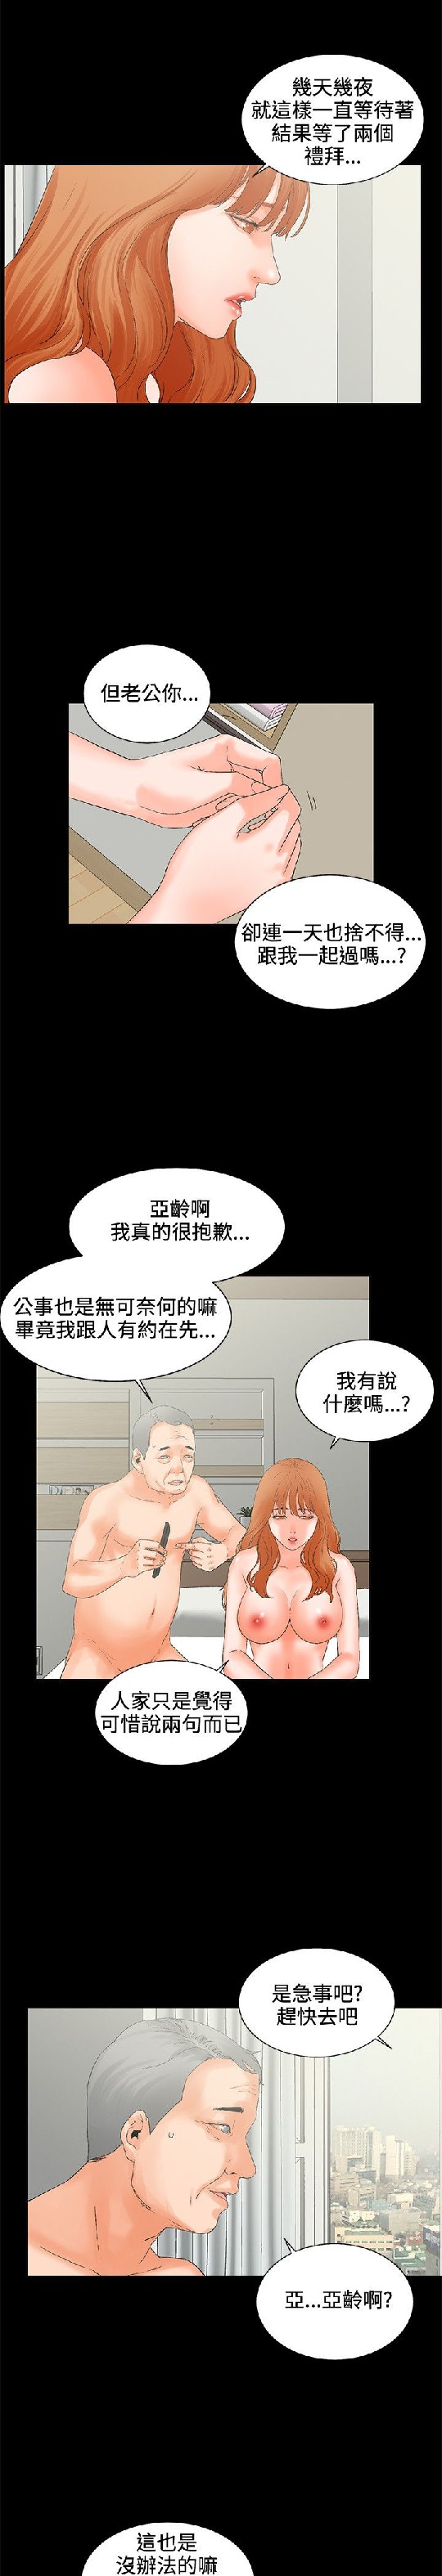 幾天幾夜
就這樣一直等待著
結果等了兩個
禮拜...
但老公你...
卻連一天也捨不得...
跟我一起過嗎...?
亞齡啊
我真的很抱歉...
公事也是無可奈何的嘛
畢竟我跟人有約在先...
我有說
什麼嗎...?
人家只是覺得
可惜說兩句而已
是急事吧?
趕快去吧
亞...亞齡啊?
這也是
沒辦法的嘛